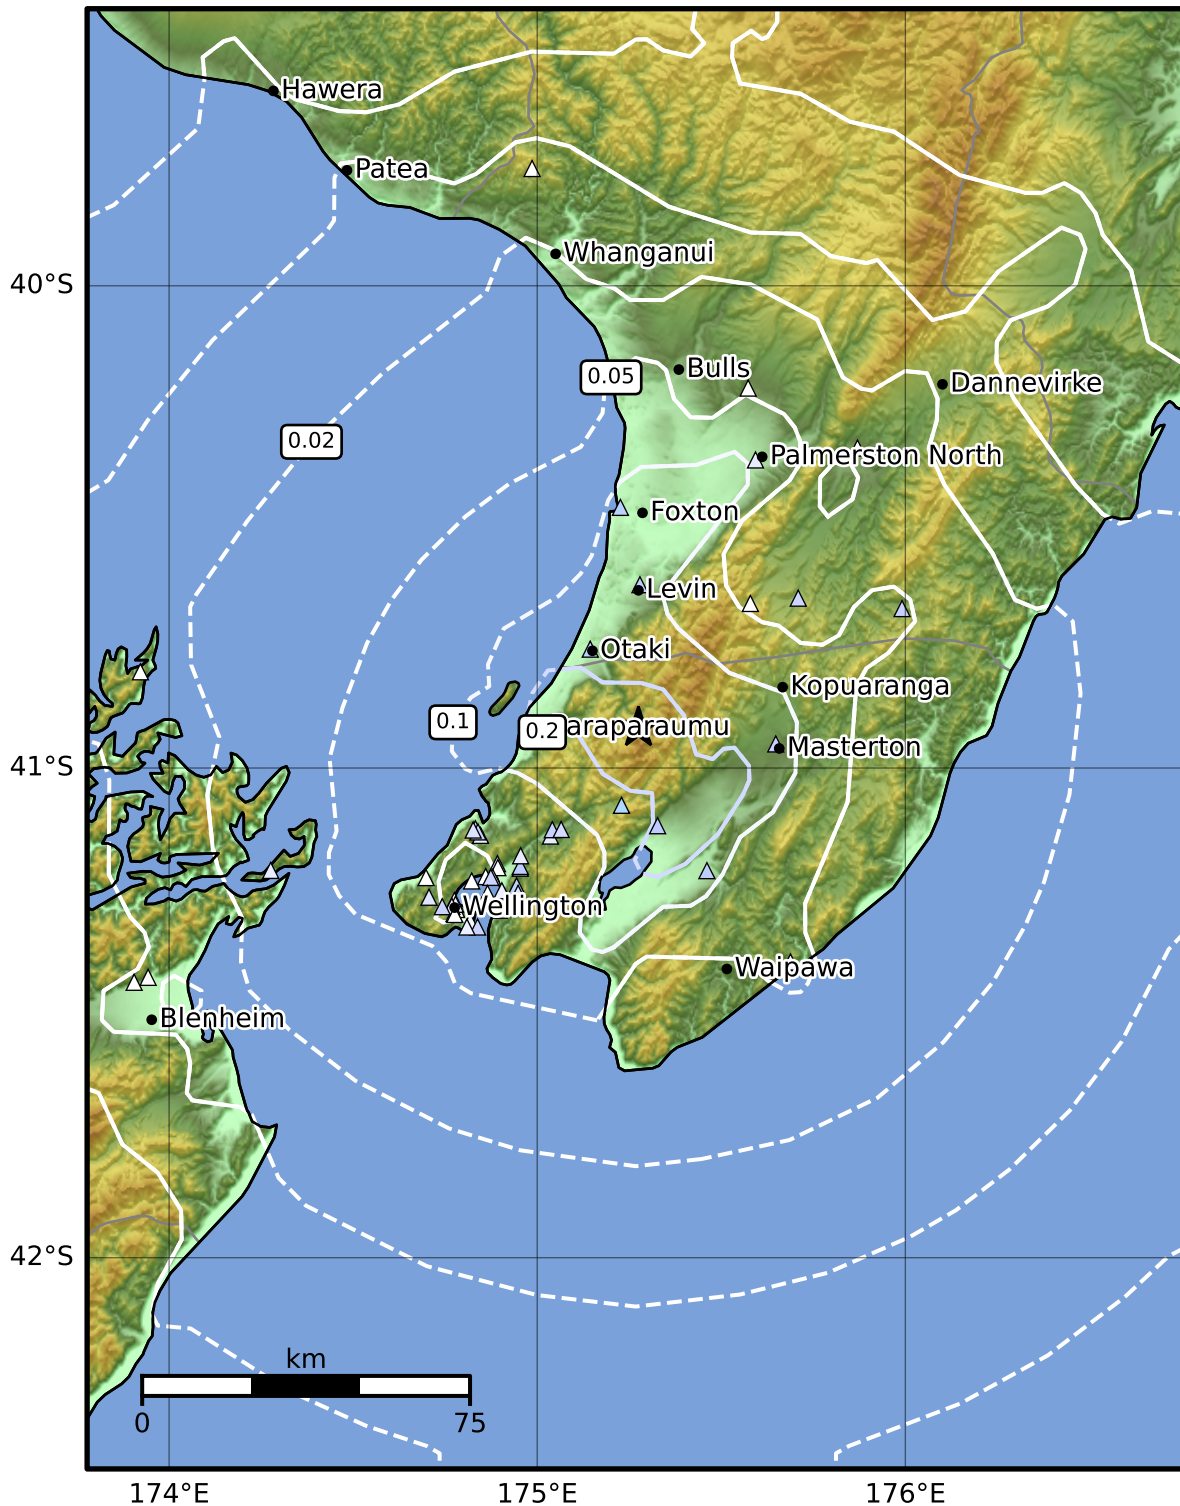 Hawera
Patea
Whanganui
40°S
Bulls
0.05
Dannevirke
0.02
Palmerston North
Foxton
Levin
Otaki
Kopuaranga
0.1
0.2
araparaumu
Masterton
41°S
Wellington
Waipawa
Blenheim
42°S
km
0
75
174°E
175°E
176°E